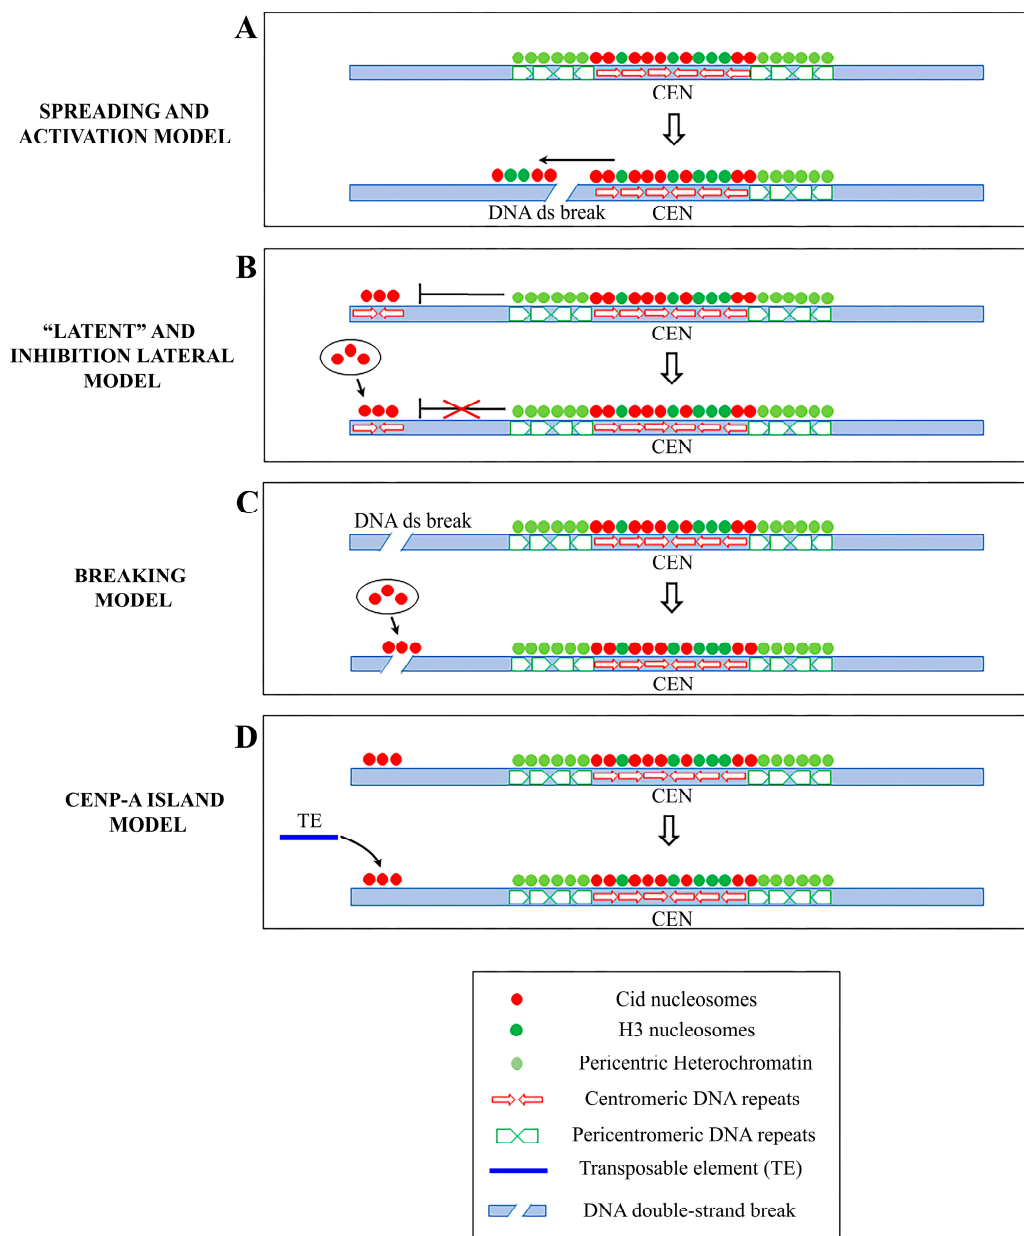 A
SPREADING AND
ACTIVATION MODEL
CEN
DNA ds break
CEN
B
“LATENT” AND
INHIBITION LATERAL
MODEL
CEN
CEN
C
BREAKING
MODEL
DNA ds break
CEN
CEN
D
CENP-A ISLAND
MODEL
CEN
TE
CEN
Cid nucleosomes
H3 nucleosomes
Pericentric Heterochromatin
Centromeric DNA repeats
Pericentromeric DNA repeats
Transposable element (TE)
DNA double-strand break